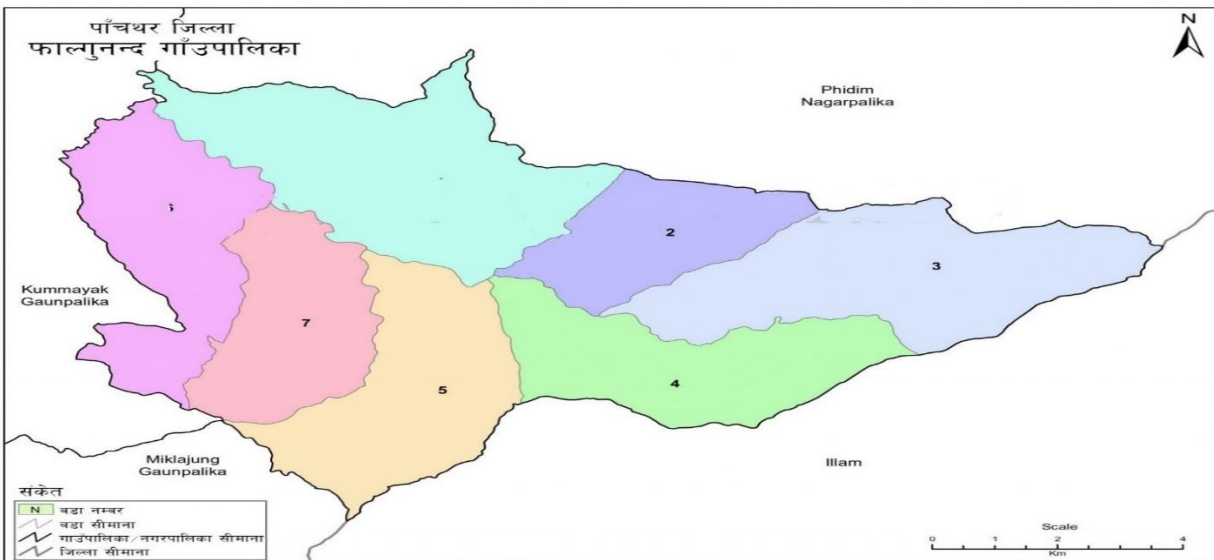 पाँचथर जिल्ला
फाल्गुनन्द गाँउपालिका
N
Phidim
Nagarpalika
6
2
3
Kummayak
Gaunpalika
7
5
4
Miklajung
Gaunpalika
Illam
संकेत
N वडा नम्बर
वडा सीमाना
गाउँपालिका/नगरपालिका सीमाना
जिल्ला सीमाना
Scale
0 1 2 4
Km